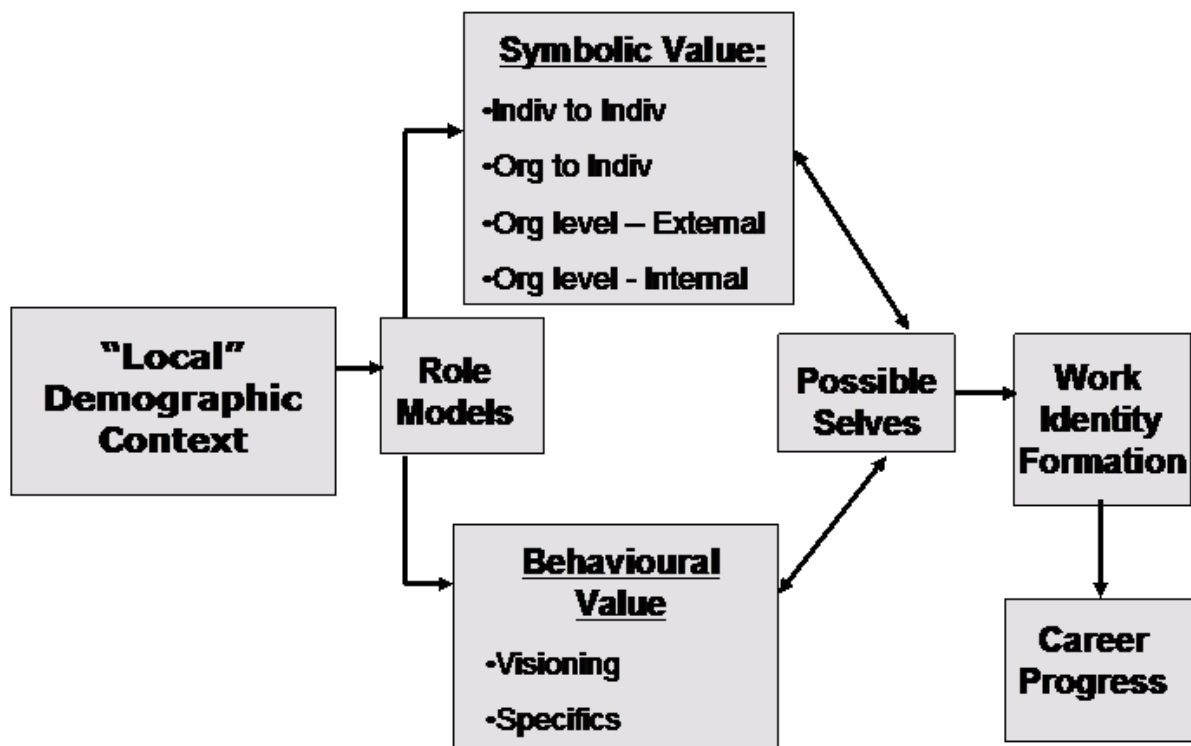 Symbolic Value:
•Indiv to Indiv
•Org to Indiv
•Org level – External
•Org level - Internal
“Local”
Demographic
Context
Role
Models
Possible
Selves
Work
Identity
Formation
Behavioural
Value
•Visioning
•Specifics
Career
Progress